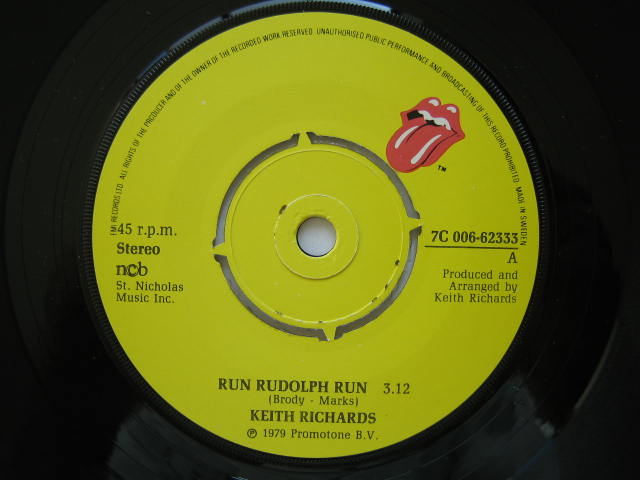 EMI RECORDS LTD ALL RIGHTS OF THE PRODUCER AND OF THE OWNER OF THE RECORDED WORK RESERVED UNAUTHORISED PUBLIC PERFORMANCE AND BROADCASTING OF THIS RECORD PROHIBITED MADE IN SWEDEN
TM
45 r.p.m.
Stereo
ncb
St. Nicholas
Music Inc.
7C 006-62333
A
Produced and
Arranged by
Keith Richards
RUN RUDOLPH RUN 3.12
(Brody - Marks)
KEITH RICHARDS
℗ 1979 Promotone B.V.